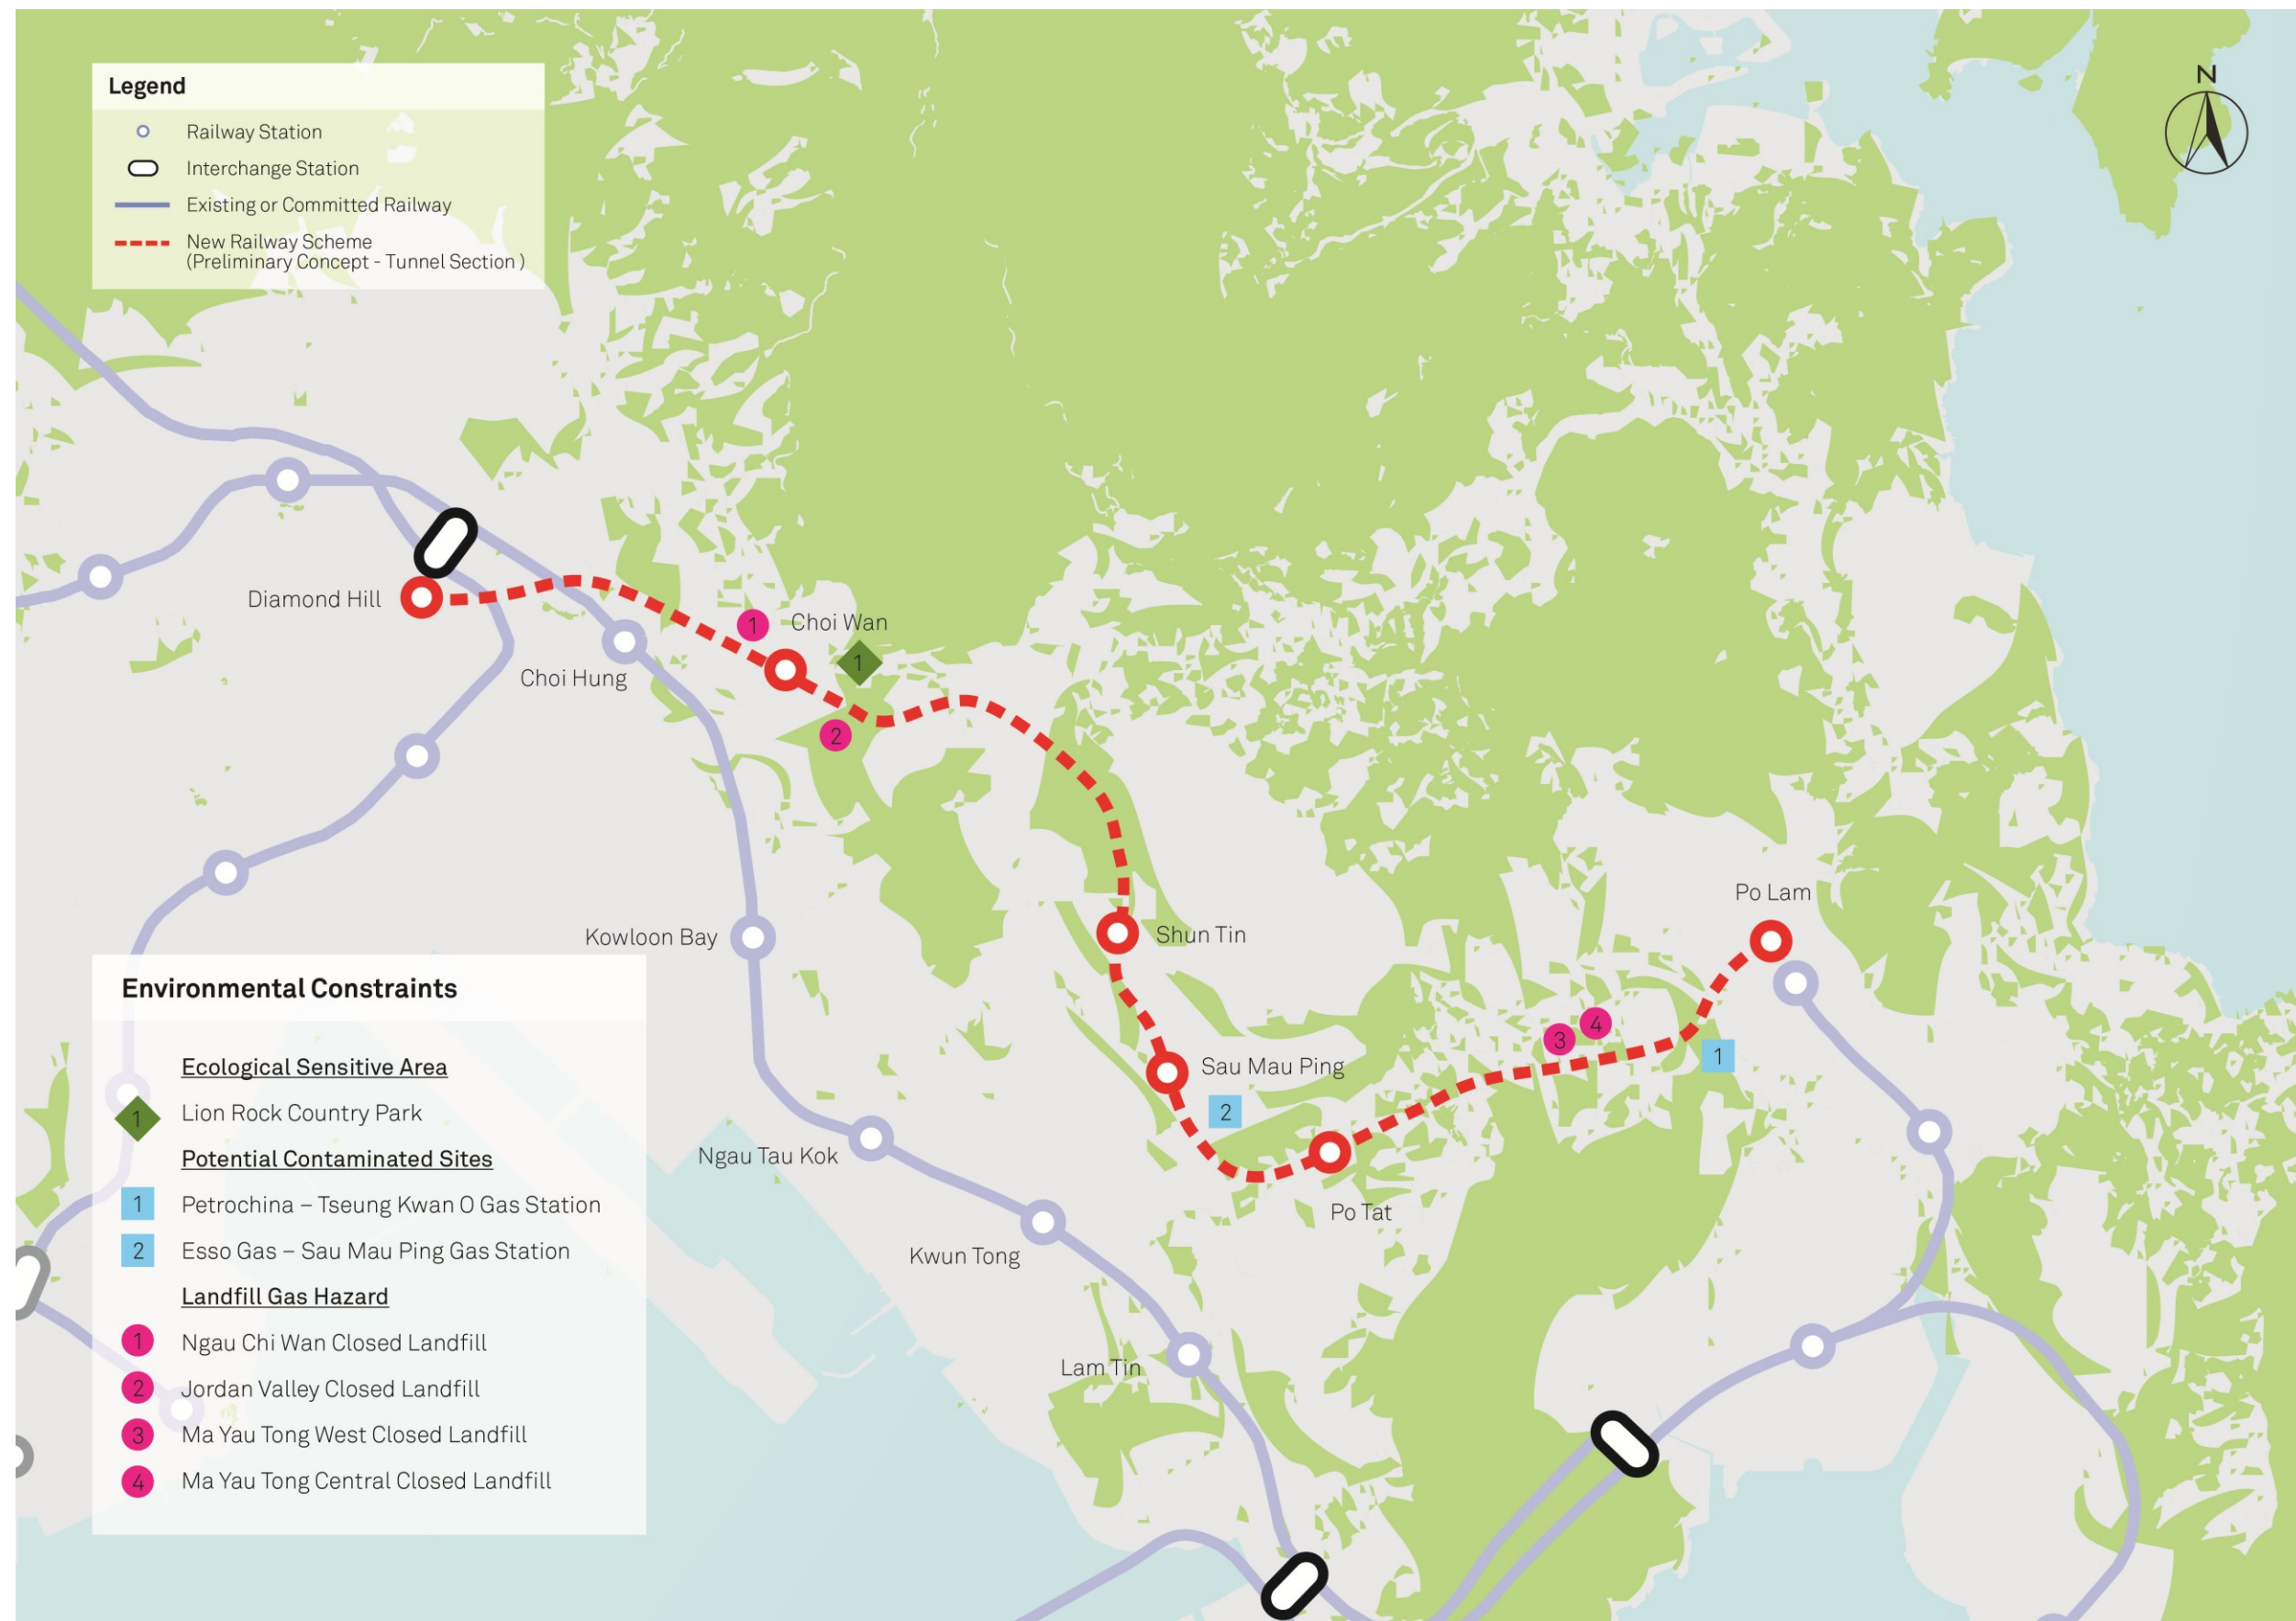 Legend
Railway Station
Interchange Station
Existing or Committed Railway
New Railway Scheme
(Preliminary Concept - Tunnel Section )
N
Diamond Hill
Choi Hung
1
Choi Wan
1
2
Kowloon Bay
Shun Tin
Po Lam
Sau Mau Ping
2
3
4
1
Ngau Tau Kok
Po Tat
Kwun Tong
Lam Tin
Environmental Constraints
Ecological Sensitive Area
1 Lion Rock Country Park
Potential Contaminated Sites
1 Petrochina – Tseung Kwan O Gas Station
2 Esso Gas – Sau Mau Ping Gas Station
Landfill Gas Hazard
1 Ngau Chi Wan Closed Landfill
2 Jordan Valley Closed Landfill
3 Ma Yau Tong West Closed Landfill
4 Ma Yau Tong Central Closed Landfill